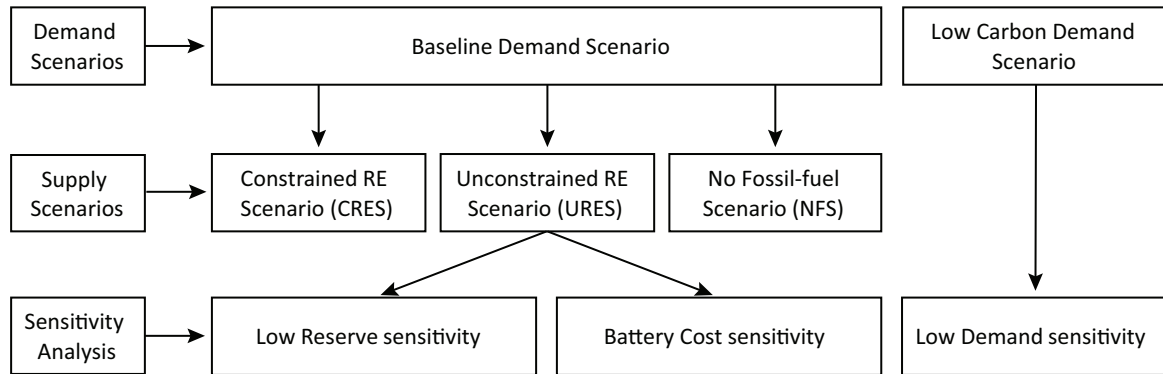 Demand
Scenarios
Baseline Demand Scenario
Low Carbon Demand
Scenario
Supply
Scenarios
Constrained RE
Scenario (CRES)
Unconstrained RE
Scenario (URES)
No Fossil-fuel
Scenario (NFS)
Sensitivity
Analysis
Low Reserve sensitivity
Battery Cost sensitivity
Low Demand sensitivity